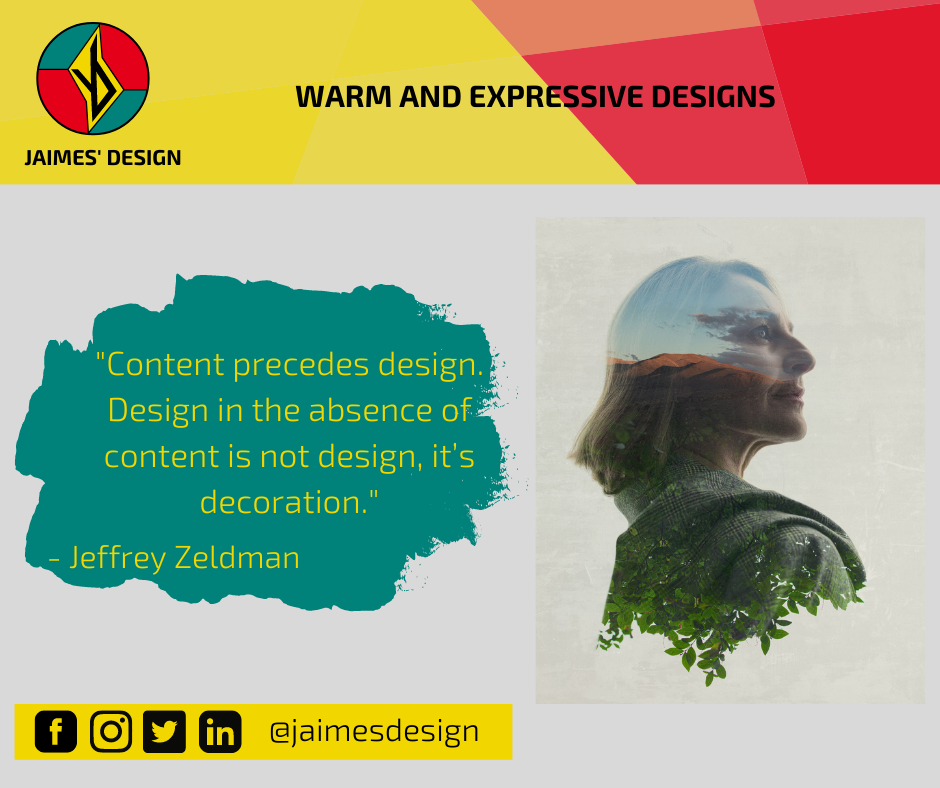 JAIMES' DESIGN
WARM AND EXPRESSIVE DESIGNS
"Content precedes design.
Design in the absence of
content is not design, it’s
decoration."
- Jeffrey Zeldman
@jaimesdesign